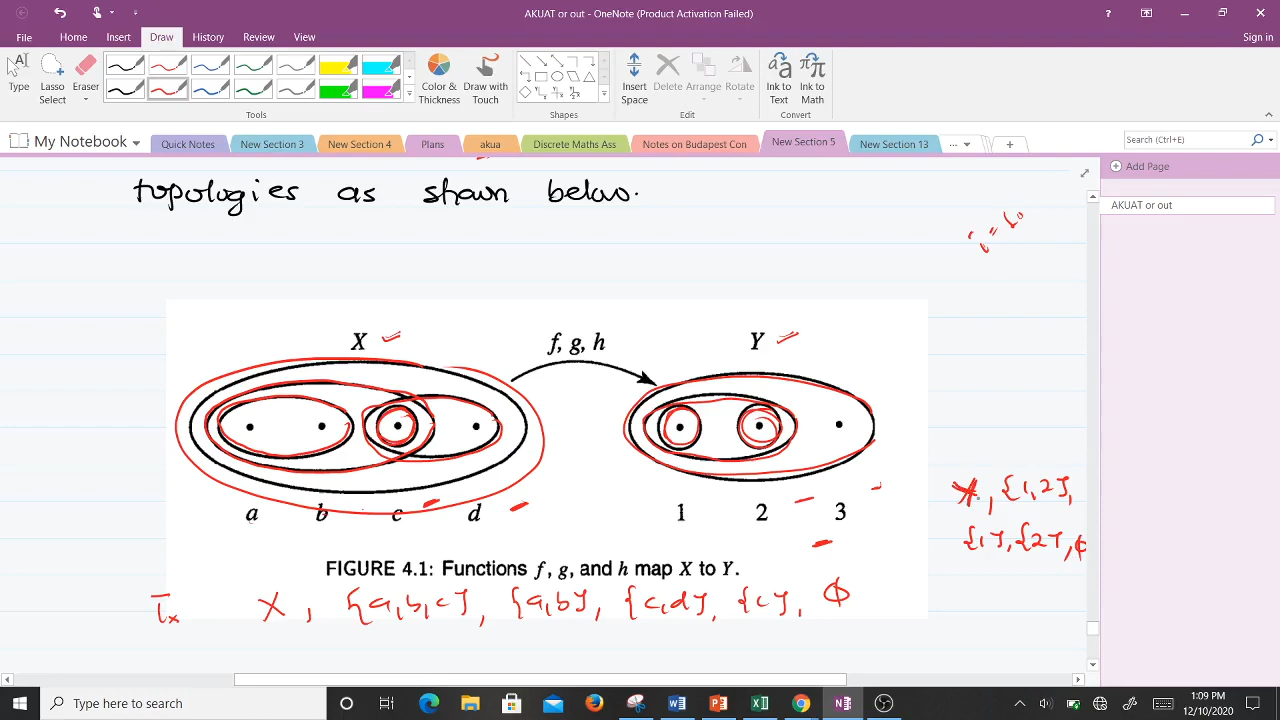 AKUAT or out - OneNote (Product Activation Failed)
Sign in
File Home Insert Draw History Review View
Type Lasso Select Eraser Color & Thickness Draw with Touch Insert Space Delete Arrange Rotate Ink to Text Ink to Math
Tools Shapes Edit Convert
My Notebook Quick Notes New Section 3 New Section 4 Plans akua Discrete Maths Ass Notes on Budapest Con New Section 5 New Section 13 ... Search (Ctrl+E)
Add Page
AKUAT or out
topologies as shown below.
X f, g, h Y
a b c d 1 2 3
X, {1,2},
{1}, {2}, ϕ
FIGURE 4.1: Functions f, g, and h map X to Y.
τx X, {a,b,c}, {a,b}, {c,d}, {c}, ϕ
Type here to search
1:09 PM
12/10/2020